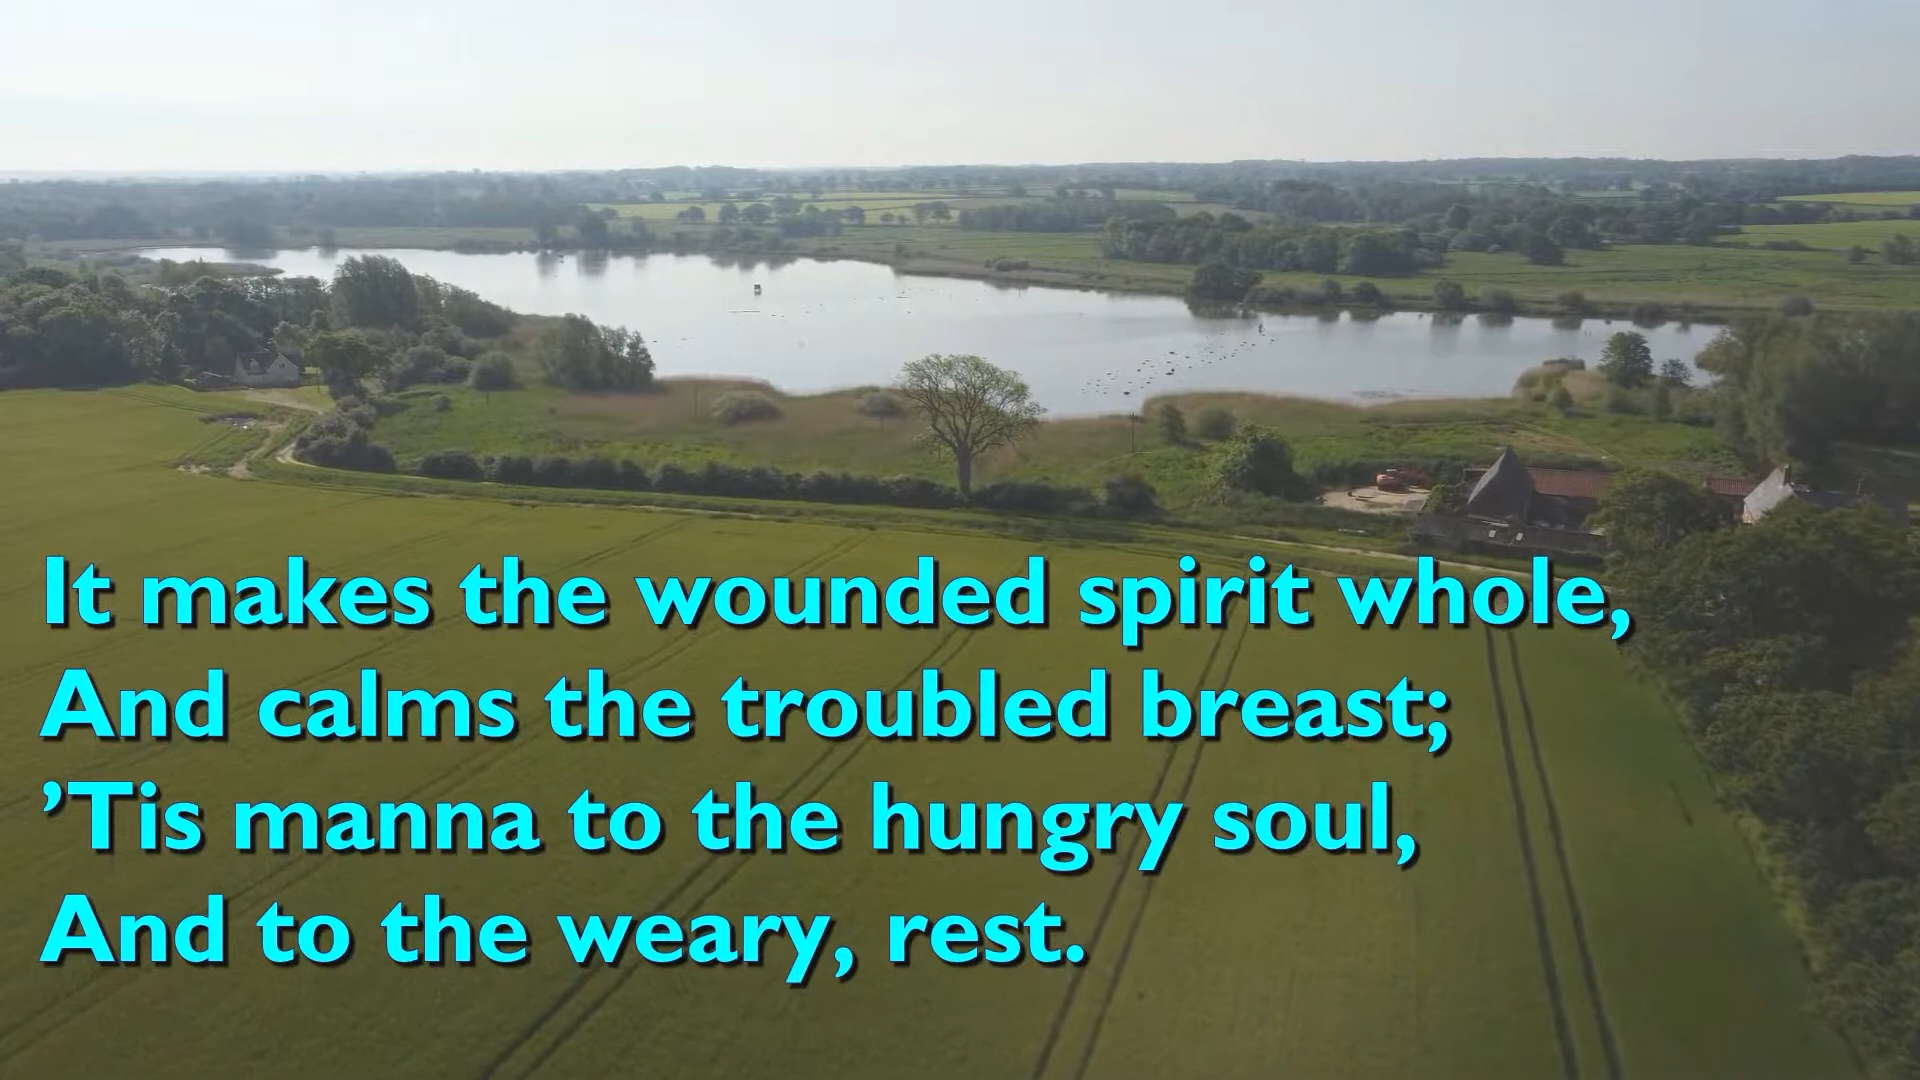 It makes the wounded spirit whole,
And calms the troubled breast;
’Tis manna to the hungry soul,
And to the weary, rest.